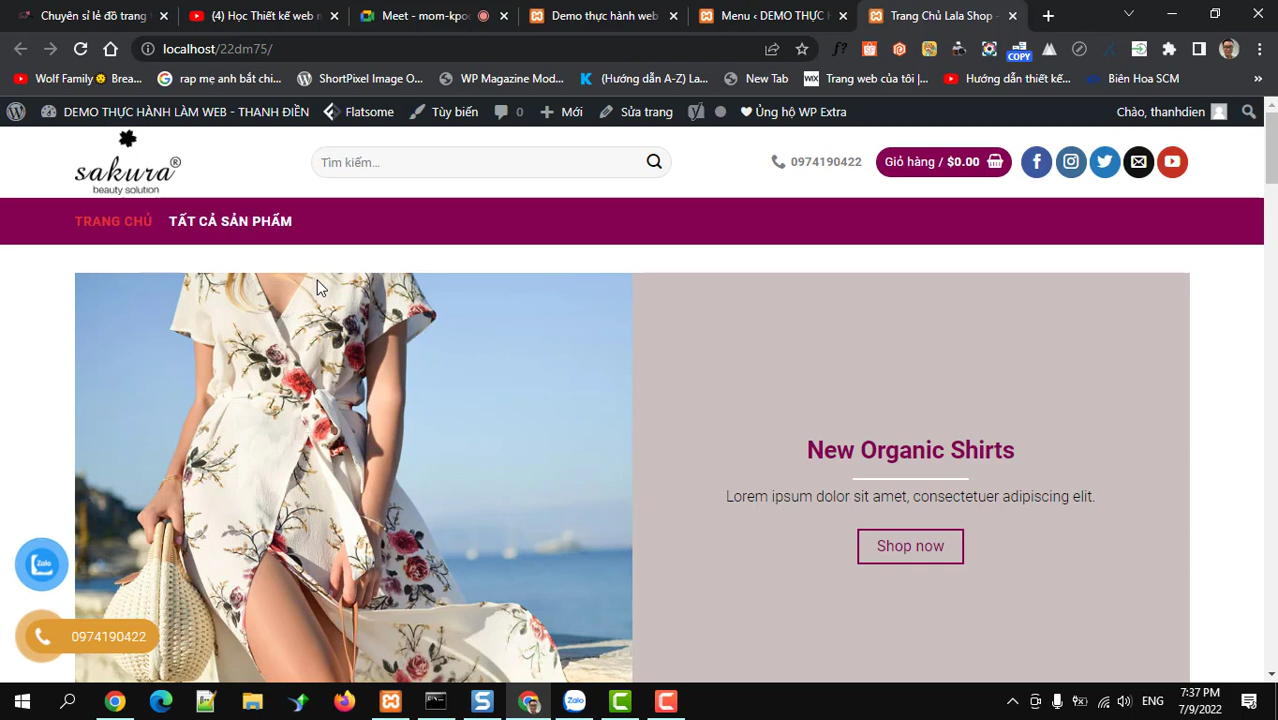 Chuyên sỉ lẻ đồ trang t
(4) Học Thiết kế web n
Meet - mom-kpoc
Demo thực hành web
Menu ‹ DEMO THỰC H
Trang Chủ Lala Shop -
localhost/22dm75/
COPY
Wolf Family Brea...
rap mẹ anh bắt chi...
ShortPixel Image O...
WP Magazine Mod...
(Hướng dẫn A-Z) La...
New Tab
WIX
Trang web của tôi |...
Hướng dẫn thiết kế...
Biên Hoa SCM
DEMO THỰC HÀNH LÀM WEB - THANH ĐIỀN
Flatsome
Tùy biến
0
Mới
Sửa trang
Ủng hộ WP Extra
Chào, thanhdien
sakura®
beauty solution
Tìm kiếm...
0974190422
Giỏ hàng / $0.00
TRANG CHỦ
TẤT CẢ SẢN PHẨM
New Organic Shirts
Lorem ipsum dolor sit amet, consectetuer adipiscing elit.
Shop now
Zalo
0974190422
Zalo
ENG
7:37 PM
7/9/2022